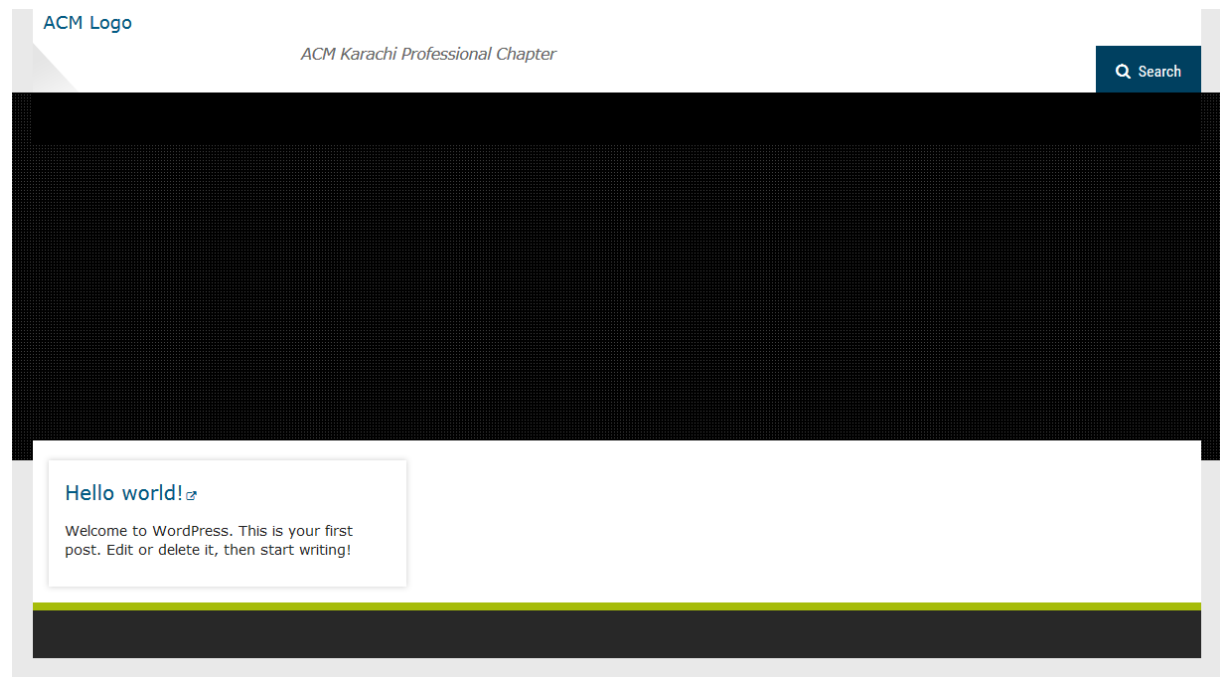 ACM Logo
ACM Karachi Professional Chapter
Search
Hello world!
Welcome to WordPress. This is your first
post. Edit or delete it, then start writing!